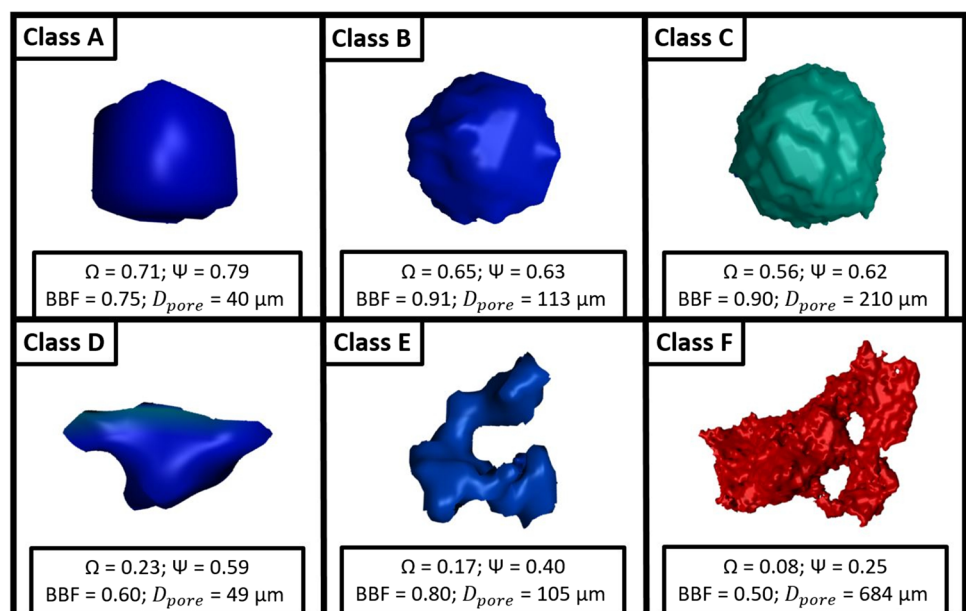 Class A
Class B
Class C
Ω = 0.71; Ψ = 0.79
BBF = 0.75; D_pore = 40 µm
Ω = 0.65; Ψ = 0.63
BBF = 0.91; D_pore = 113 µm
Ω = 0.56; Ψ = 0.62
BBF = 0.90; D_pore = 210 µm
Class D
Class E
Class F
Ω = 0.23; Ψ = 0.59
BBF = 0.60; D_pore = 49 µm
Ω = 0.17; Ψ = 0.40
BBF = 0.80; D_pore = 105 µm
Ω = 0.08; Ψ = 0.25
BBF = 0.50; D_pore = 684 µm